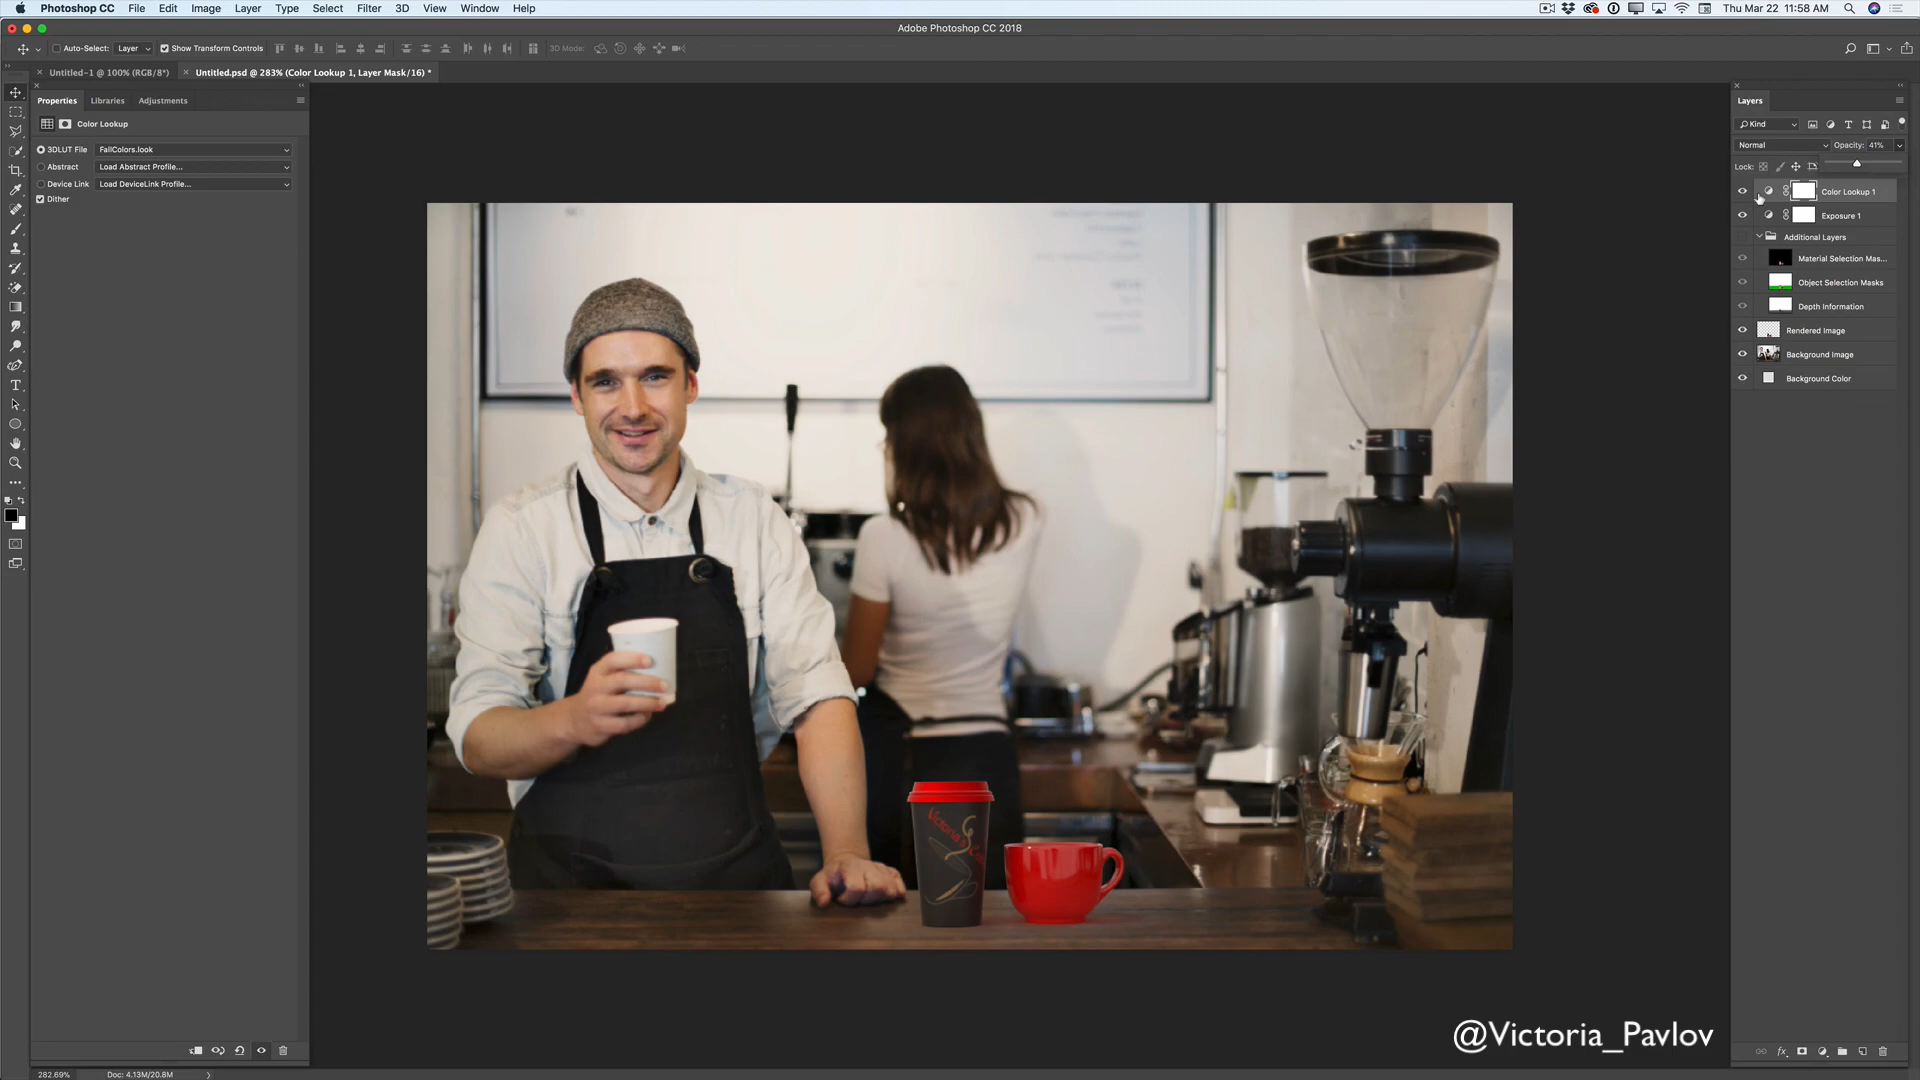 Photoshop CC File Edit Image Layer Type Select Filter 3D View Window Help
Thu Mar 22 11:58 AM
Adobe Photoshop CC 2018
Auto-Select: Layer Show Transform Controls 3D Mode:
Untitled-1 @ 100% (RGB/8*) Untitled.psd @ 283% (Color Lookup 1, Layer Mask/16) *
Properties Libraries Adjustments
Color Lookup
3DLUT File FallColors.look
Abstract Load Abstract Profile...
Device Link Load DeviceLink Profile...
Dither
Layers
Kind
Normal Opacity: 41%
Lock:
Color Lookup 1
Exposure 1
Additional Layers
Material Selection Mas...
Object Selection Masks
Depth Information
Rendered Image
Background Image
Background Color
Victoria's
@Victoria_Pavlov
282.69% Doc: 4.13M/20.8M